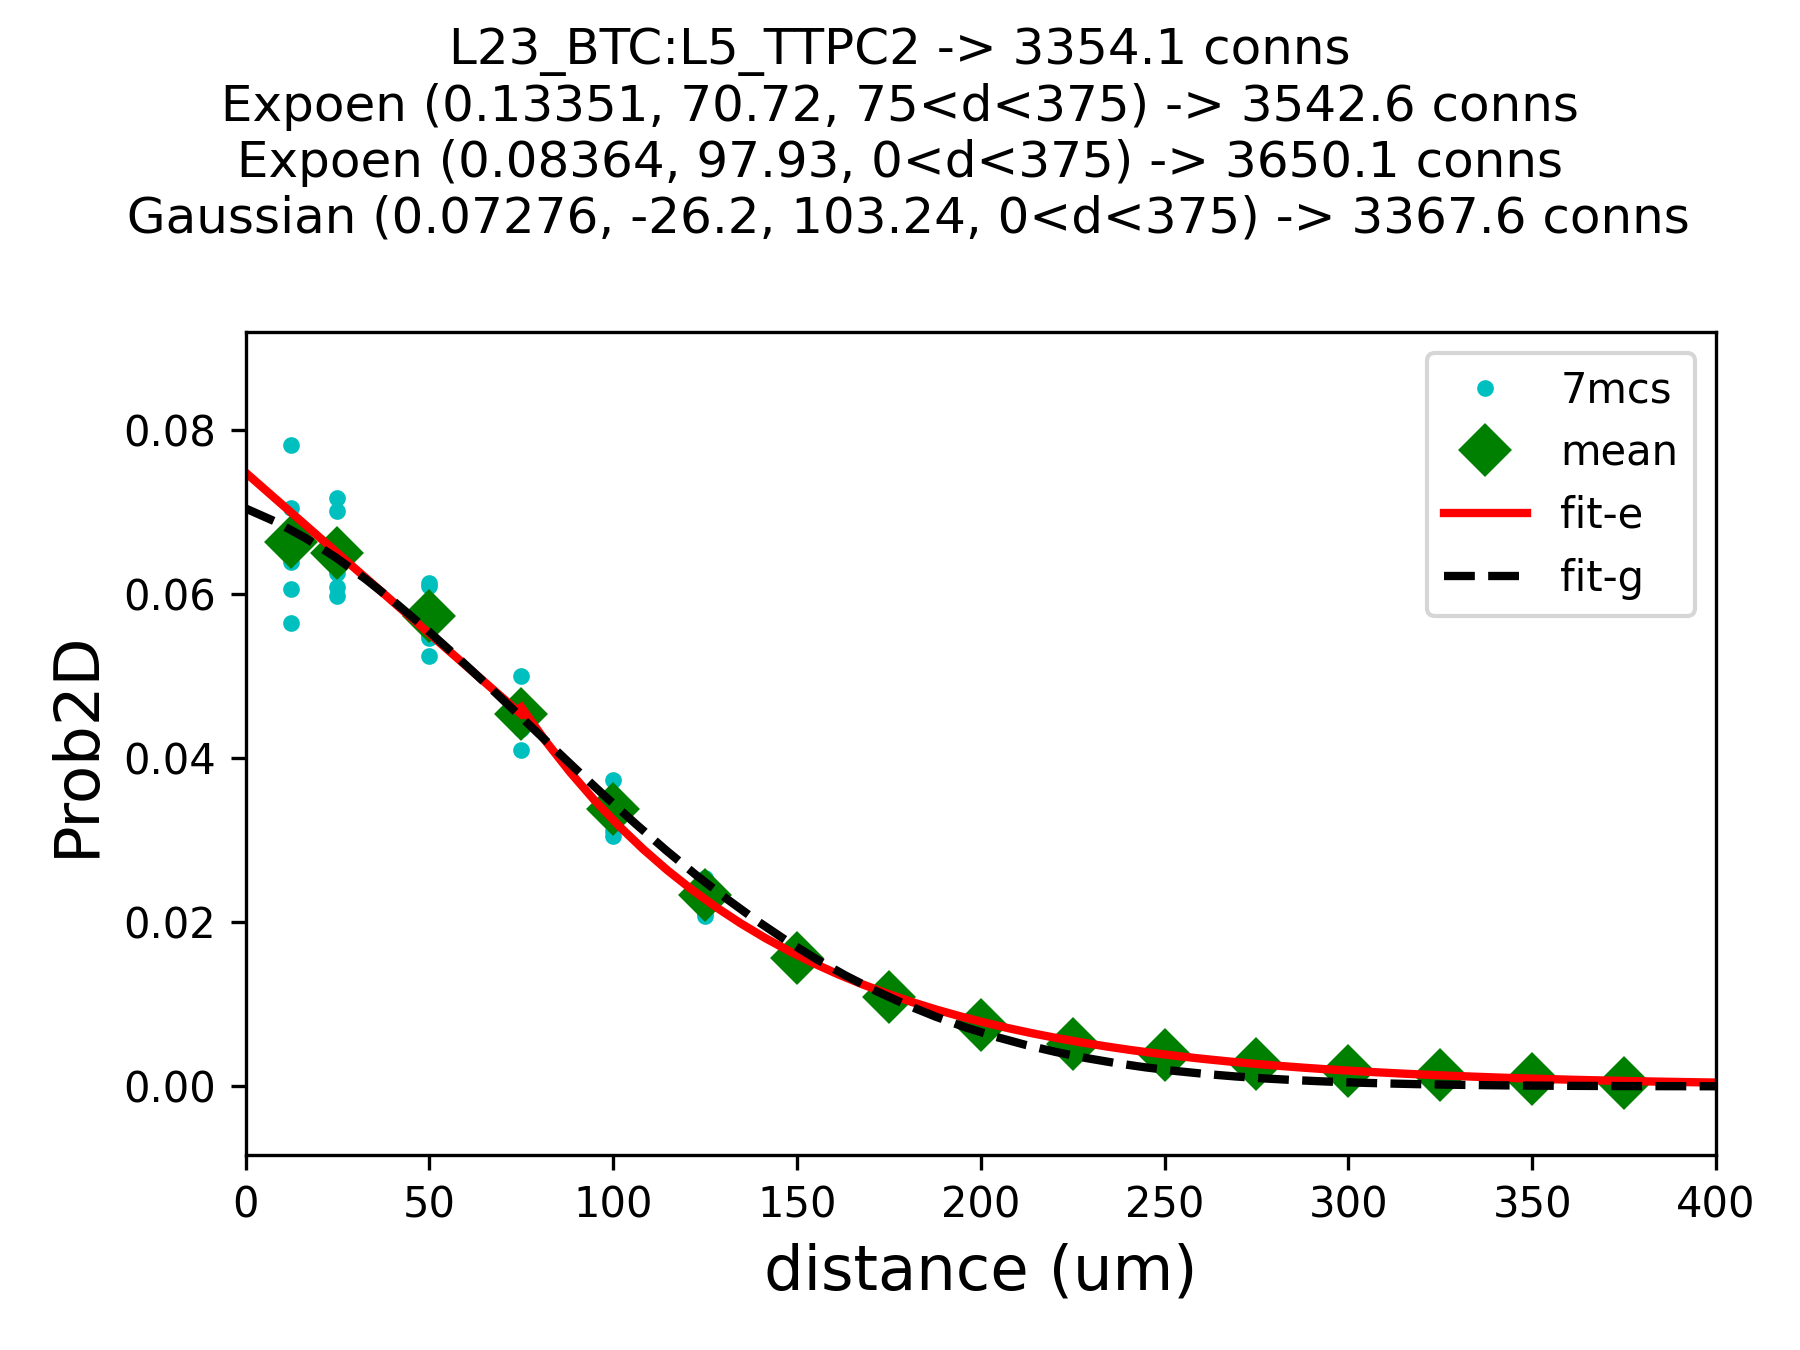 L23_BTC:L5_TTPC2 -> 3354.1 conns
Expoen (0.13351, 70.72, 75<d<375) -> 3542.6 conns
Expoen (0.08364, 97.93, 0<d<375) -> 3650.1 conns
Gaussian (0.07276, -26.2, 103.24, 0<d<375) -> 3367.6 conns
7mcs
mean
fit-e
fit-g
Prob2D
0.08
0.06
0.04
0.02
0.00
0 50 100 150 200 250 300 350 400
distance (um)